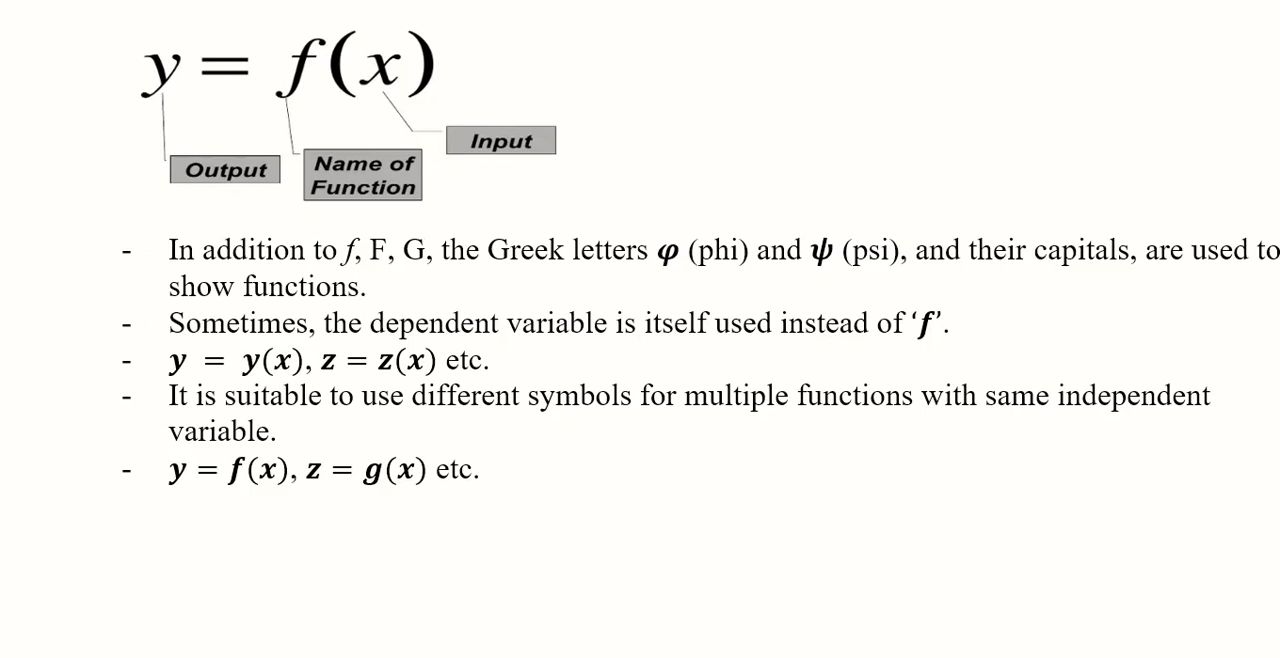 y = f(x)
Input
Output
Name of
Function
- In addition to f, F, G, the Greek letters φ (phi) and ψ (psi), and their capitals, are used to
show functions.
- Sometimes, the dependent variable is itself used instead of ‘f’.
- y = y(x), z = z(x) etc.
- It is suitable to use different symbols for multiple functions with same independent
variable.
- y = f(x), z = g(x) etc.